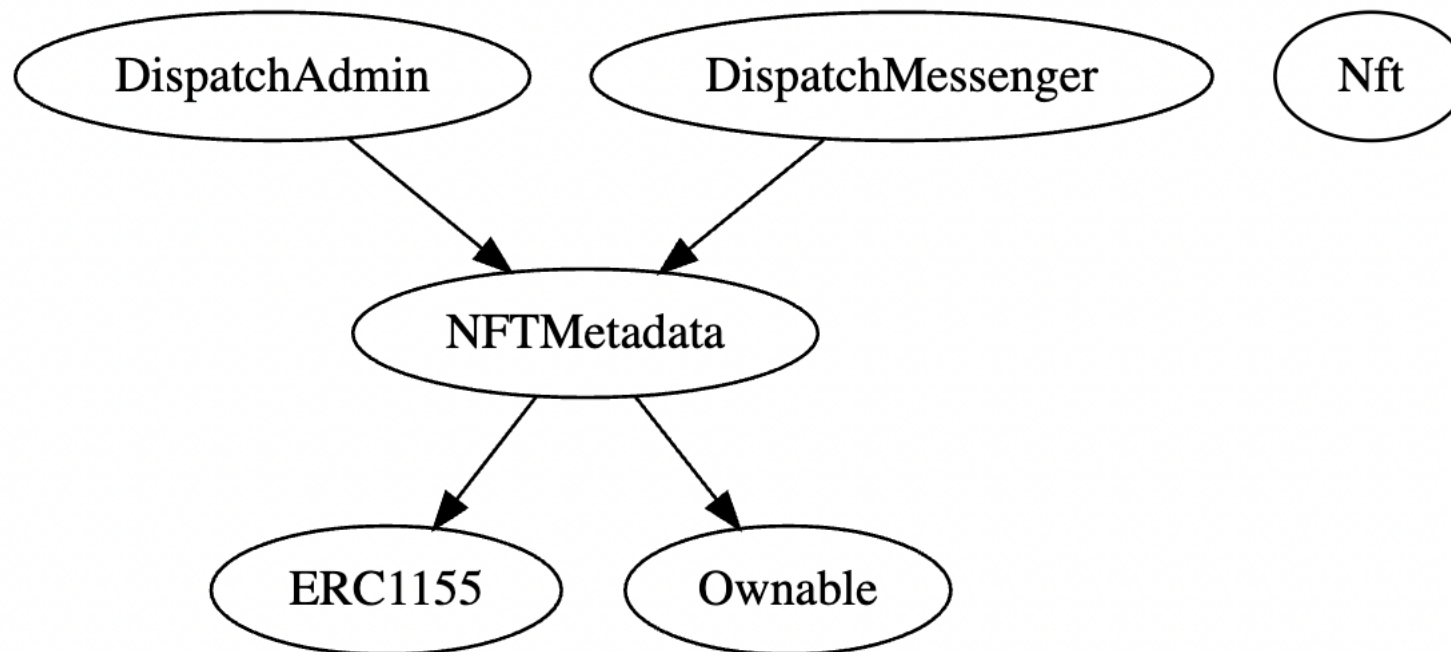 DispatchAdmin
DispatchMessenger
Nft
NFTMetadata
ERC1155
Ownable